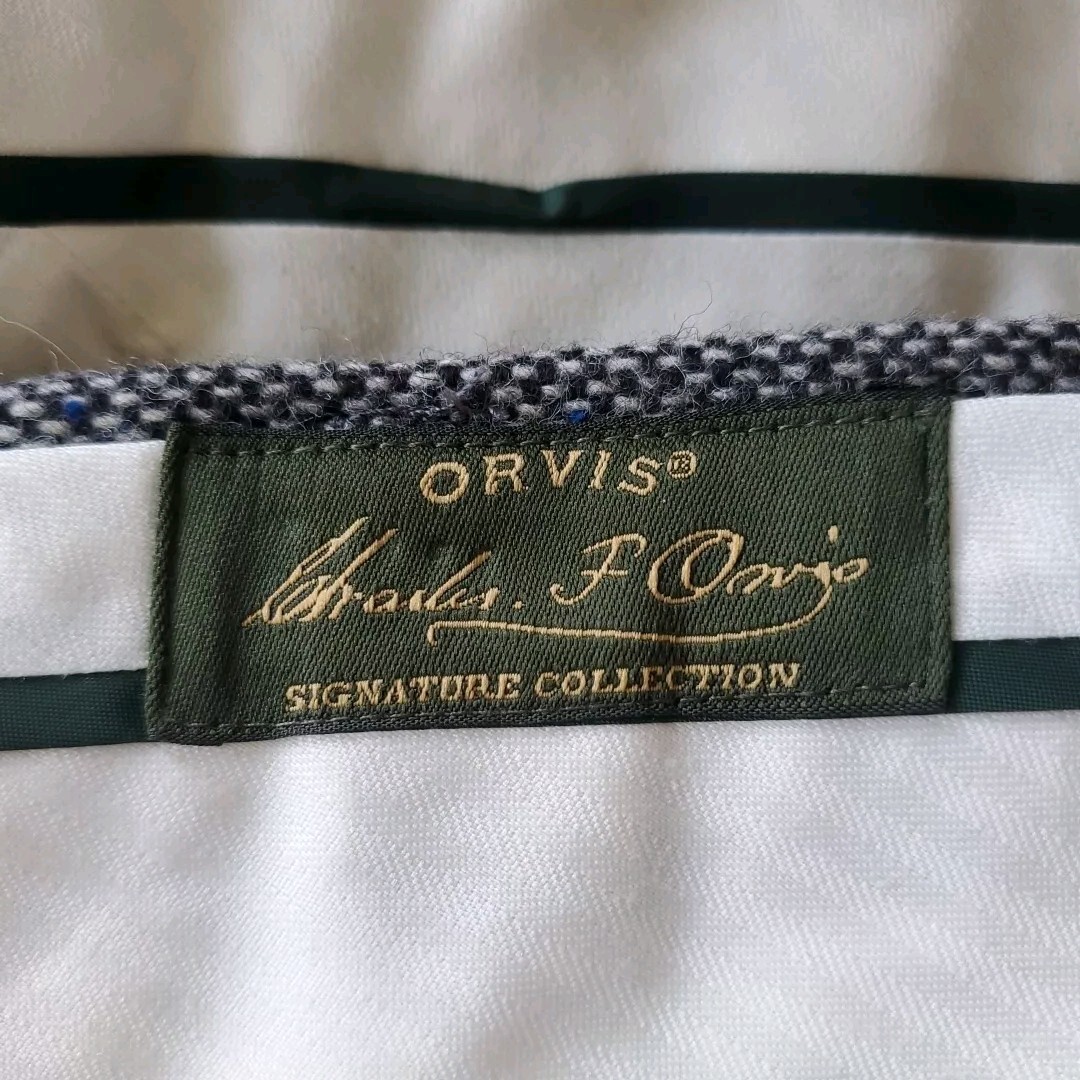 ORVIS®
Charles. F Orvis
SIGNATURE COLLECTION